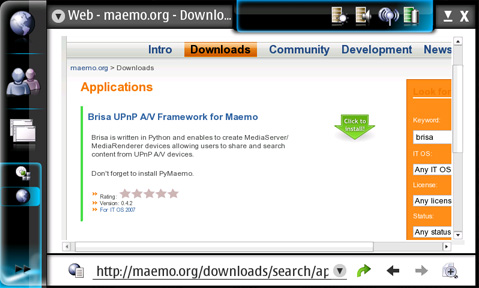 Web - maemo.org - Downlo...
Intro Downloads Community Development News
maemo.org > Downloads
Applications
Brisa UPnP A/V Framework for Maemo
Brisa is written in Python and enables to create MediaServer/
MediaRenderer devices allowing users to share and search
content from UPnP A/V devices.
Don't forget to install PyMaemo.
Rating:
Version: 0.4.2
For IT OS 2007
Click to
install!
Look for
Keyword:
brisa
IT OS:
Any IT OS
License:
Any licens
Status:
Any status
http://maemo.org/downloads/search/ap